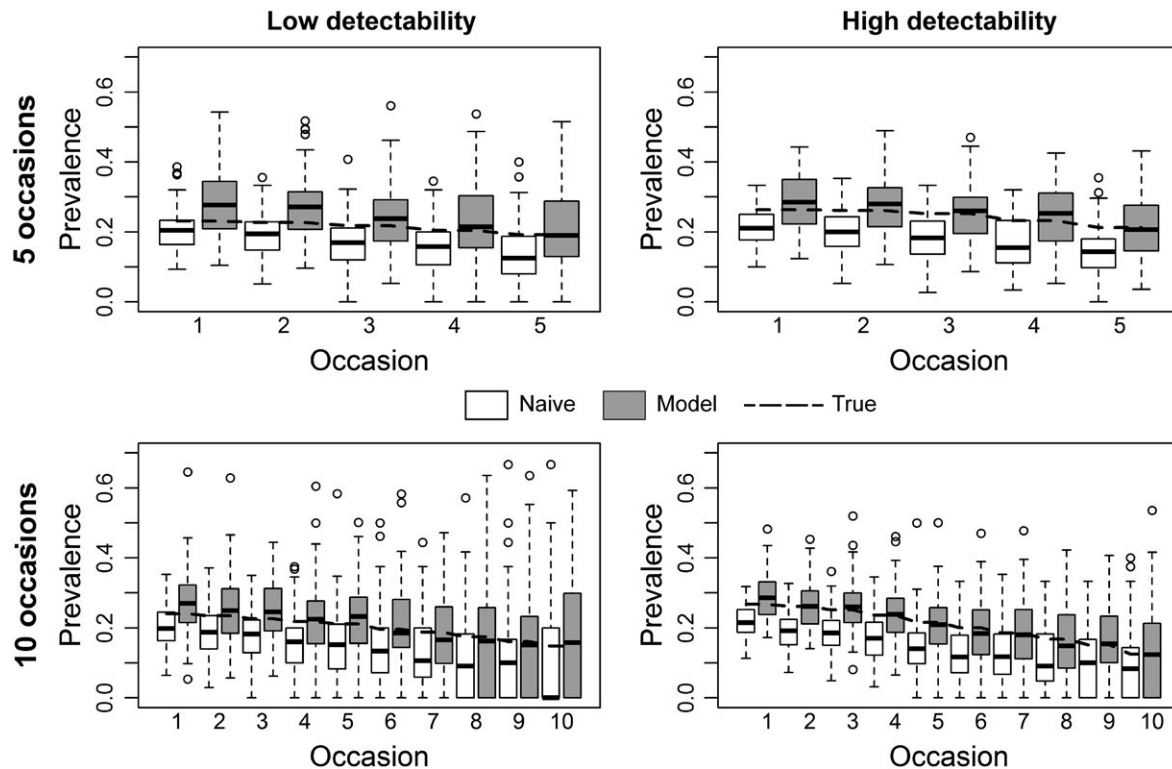 Low detectability
High detectability
5 occasions
Prevalence
0.0 0.2 0.4 0.6
1 2 3 4 5
Occasion
Prevalence
0.0 0.2 0.4 0.6
1 2 3 4 5
Occasion
Naive Model True
10 occasions
Prevalence
0.0 0.2 0.4 0.6
1 2 3 4 5 6 7 8 9 10
Occasion
Prevalence
0.0 0.2 0.4 0.6
1 2 3 4 5 6 7 8 9 10
Occasion